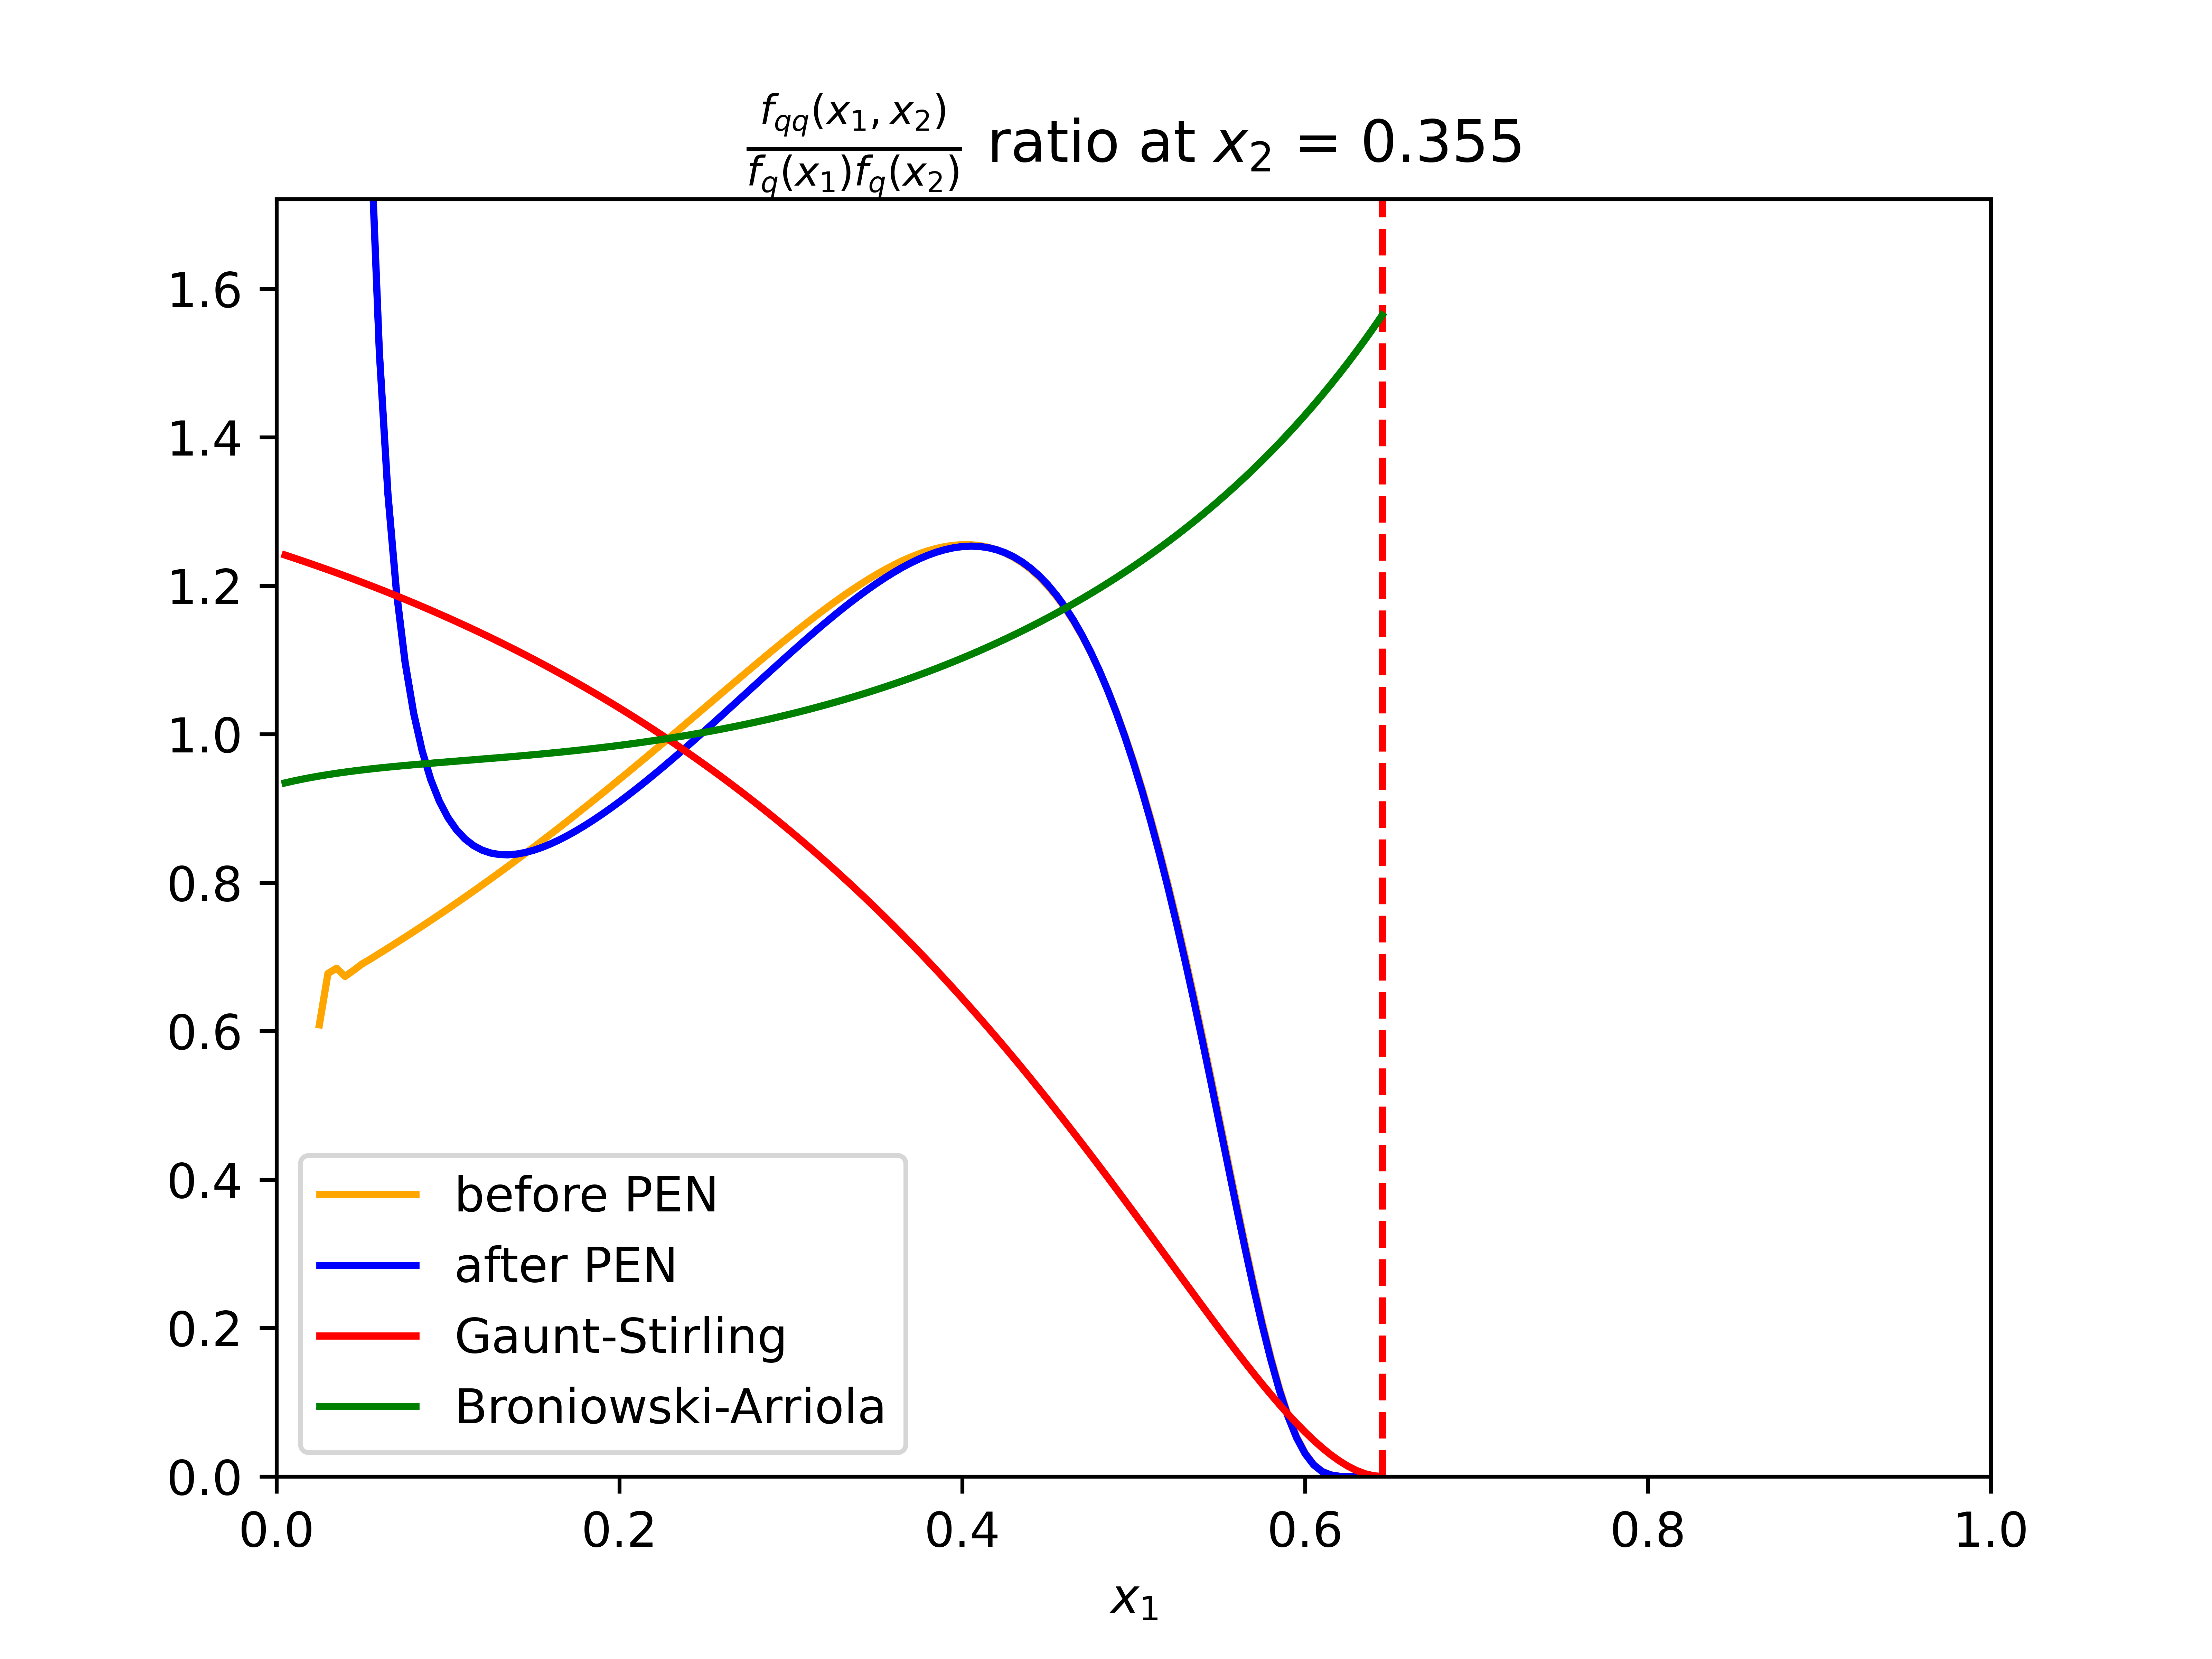 f_qq(x_1, x_2)
f_q(x_1)f_q(x_2) ratio at x_2 = 0.355
1.6
1.4
1.2
1.0
0.8
0.6
0.4
0.2
0.0
before PEN
after PEN
Gaunt-Stirling
Broniowski-Arriola
0.0 0.2 0.4 0.6 0.8 1.0
x_1